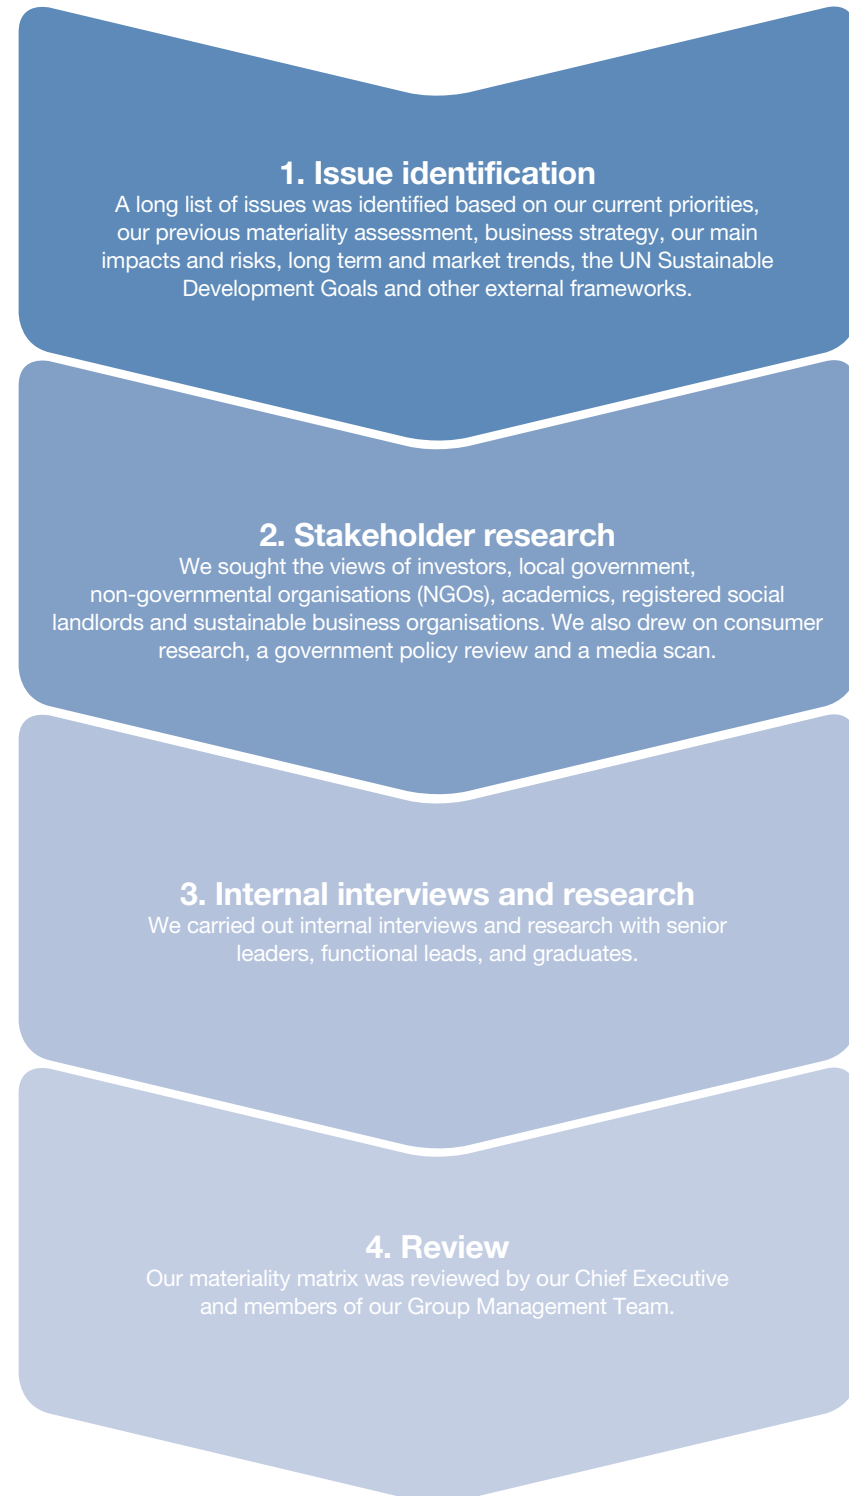 1. Issue identification
A long list of issues was identified based on our current priorities,
our previous materiality assessment, business strategy, our main
impacts and risks, long term and market trends, the UN Sustainable
Development Goals and other external frameworks.
2. Stakeholder research
We sought the views of investors, local government,
non-governmental organisations (NGOs), academics, registered social
landlords and sustainable business organisations. We also drew on consumer
research, a government policy review and a media scan.
3. Internal interviews and research
We carried out internal interviews and research with senior
leaders, functional leads, and graduates.
4. Review
Our materiality matrix was reviewed by our Chief Executive
and members of our Group Management Team.